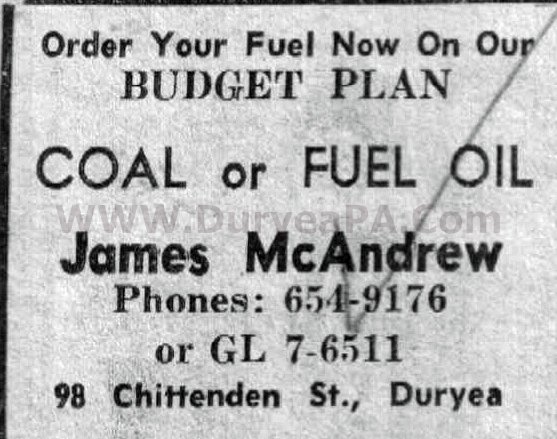 Order Your Fuel Now On Our
BUDGET PLAN
COAL or FUEL OIL
WWW.DuryeaPA.Com
James McAndrew
Phones: 654-9176
or GL 7-6511
98 Chittenden St., Duryea